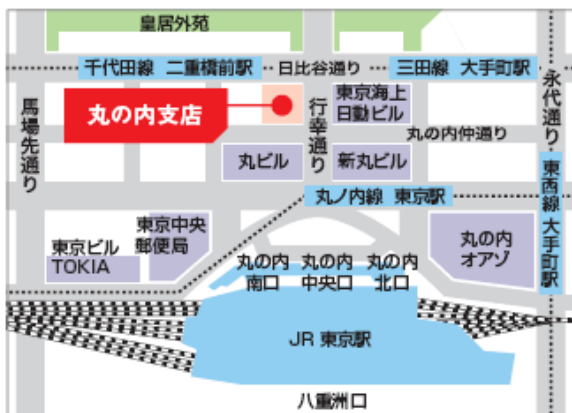 皇居外苑
千代田線 二重橋前駅
日比谷通り
三田線 大手町駅
永代通り
馬場先通り
丸の内支店
行幸通り
東京海上
日動ビル
丸の内仲通り
丸ビル
新丸ビル
東西線 大手町駅
丸ノ内線 東京駅
東京ビル
TOKIA
東京中央
郵便局
丸の内
南口
丸の内
中央口
丸の内
北口
丸の内
オアゾ
JR 東京駅
八重洲口